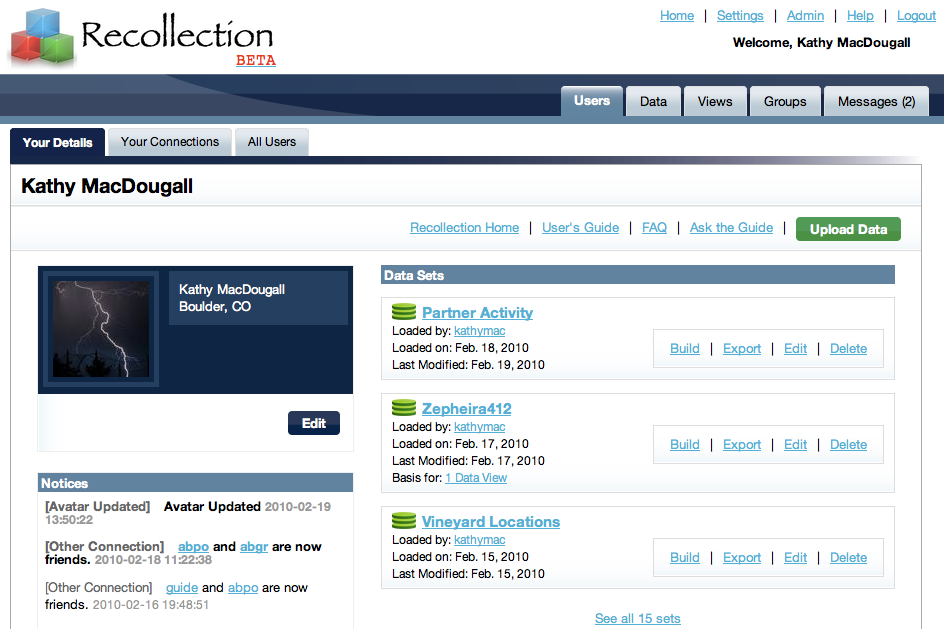 Recollection
BETA
Home | Settings | Admin | Help | Logout
Welcome, Kathy MacDougall
Users Data Views Groups Messages (2)
Your Details Your Connections All Users
Kathy MacDougall
Recollection Home | User's Guide | FAQ | Ask the Guide | Upload Data
Kathy MacDougall
Boulder, CO
Edit
Notices
[Avatar Updated] Avatar Updated 2010-02-19
13:50:22
[Other Connection] abpo and abgr are now
friends. 2010-02-18 11:22:38
[Other Connection] guide and abpo are now
friends. 2010-02-16 19:48:51
Data Sets
Partner Activity
Loaded by: kathymac
Loaded on: Feb. 18, 2010
Last Modified: Feb. 19, 2010
Build | Export | Edit | Delete
Zepheira412
Loaded by: kathymac
Loaded on: Feb. 17, 2010
Last Modified: Feb. 17, 2010
Basis for: 1 Data View
Build | Export | Edit | Delete
Vineyard Locations
Loaded by: kathymac
Loaded on: Feb. 15, 2010
Last Modified: Feb. 15, 2010
Build | Export | Edit | Delete
See all 15 sets